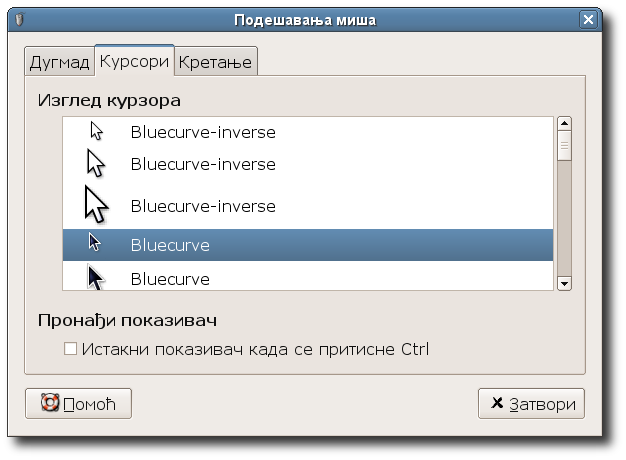 Подешавања миша
Дугмад Курсори Кретање
Изглед курзора
Bluecurve-inverse
Bluecurve-inverse
Bluecurve-inverse
Bluecurve
Bluecurve
Пронађи показивач
Истакни показивач када се притисне Ctrl
Помоћ Затвори